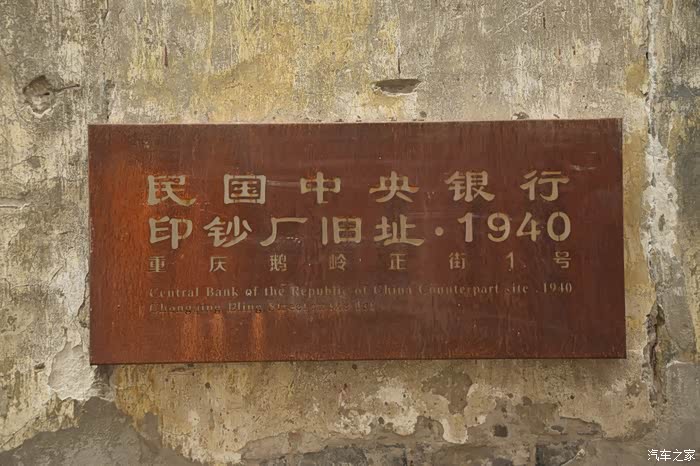 民国中央银行
印钞厂旧址·1940
重庆鹅岭正街1号
Central Bank of the Republic of China Counterpart site . 1940
汽车之家